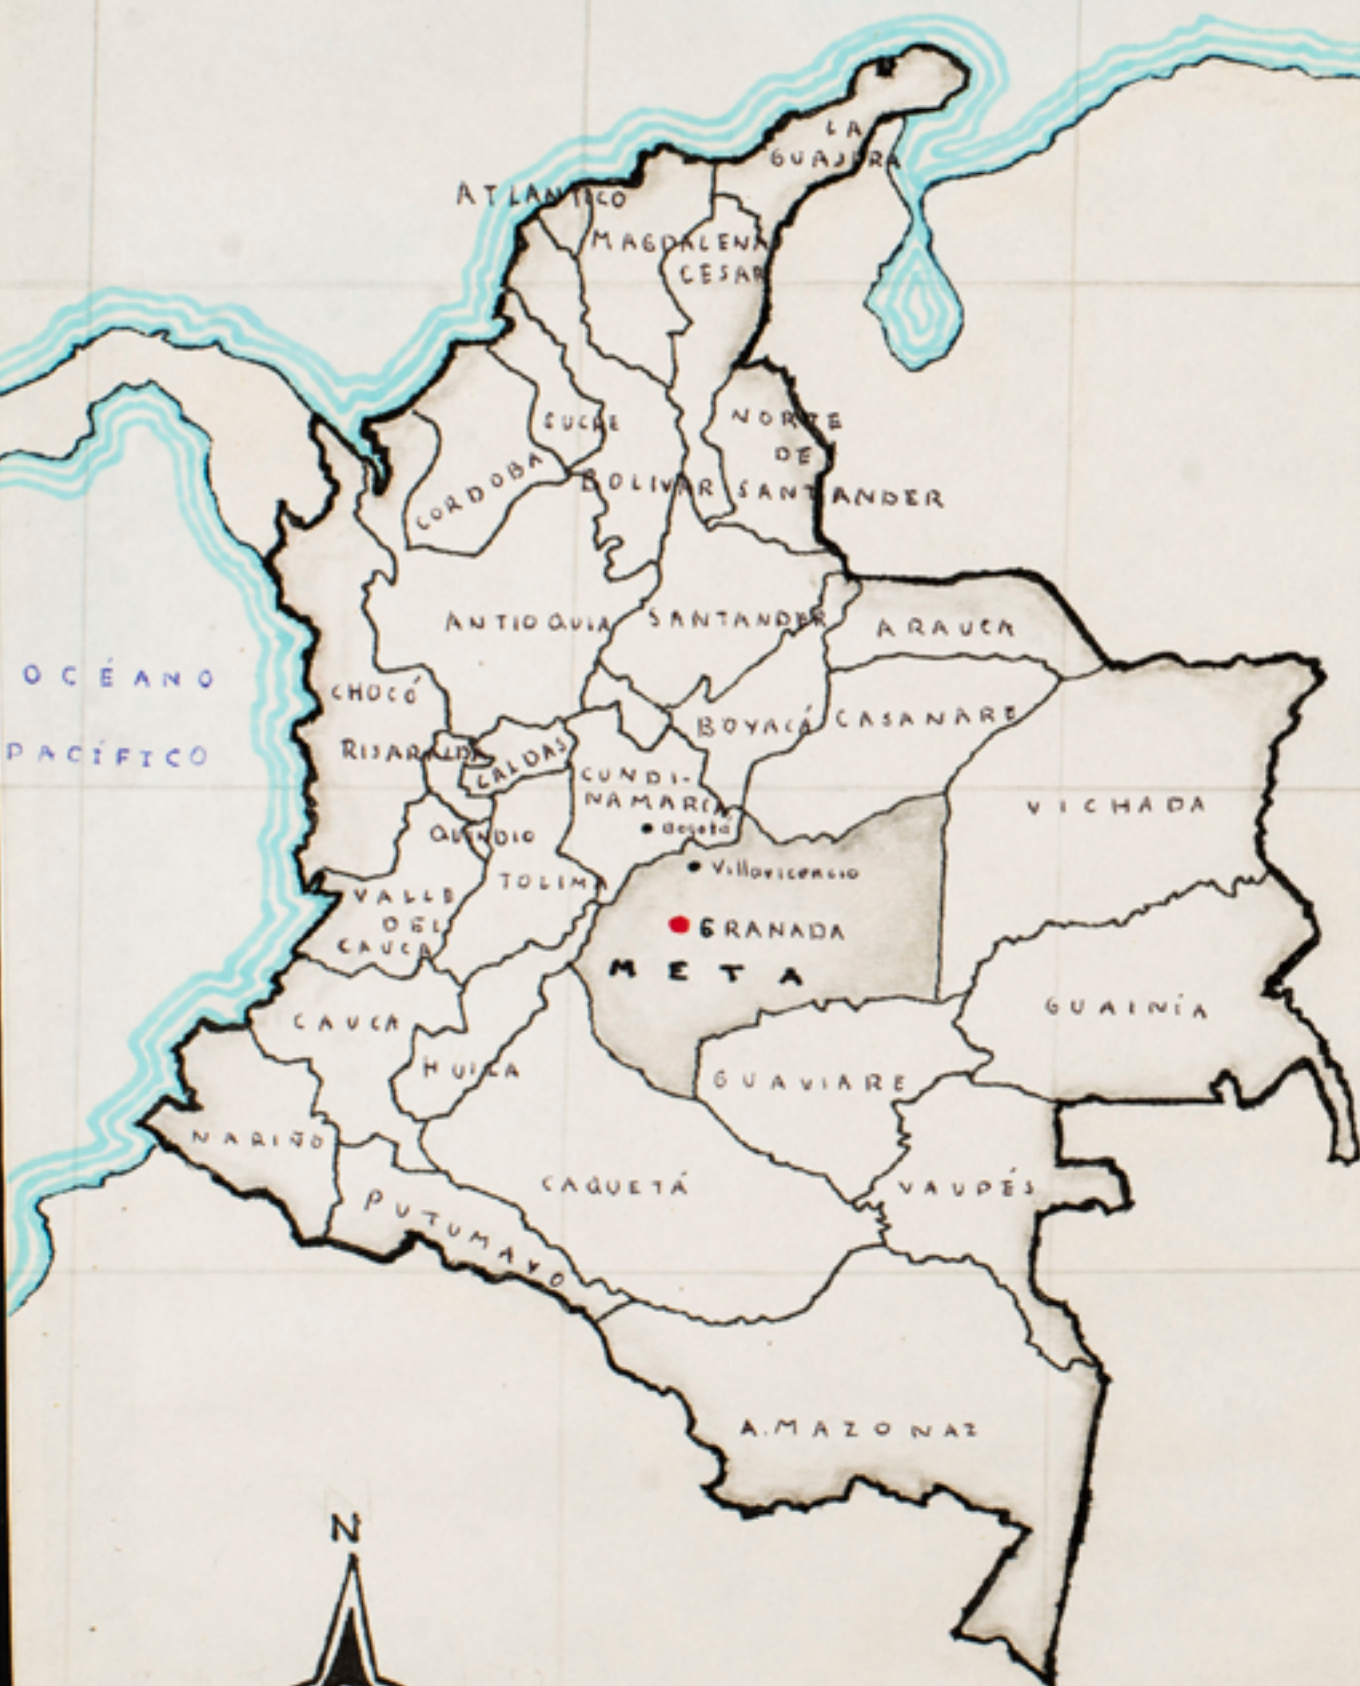 LA
GUAJIRA
ATLANTICO
MAGDALENA
CESAR
SUCRE
NORTE
DE
SANTANDER
CORDOBA
BOLIVAR
ANTIOQUIA
SANTANDER
ARAUCA
OCÉANO
PACÍFICO
CHOCÓ
BOYACÁ
CASANARE
RISARALDA
CALDAS
CUNDI-
NAMARCA
Bogotá
VICHADA
QUINDIO
Villavicencio
TOLIMA
VALLE
DEL
CAUCA
GRANADA
META
CAUCA
GUAINÍA
HUILA
GUAVIARE
NARIÑO
CAQUETÁ
VAUPÉS
PUTUMAYO
A.MAZONAZ
N